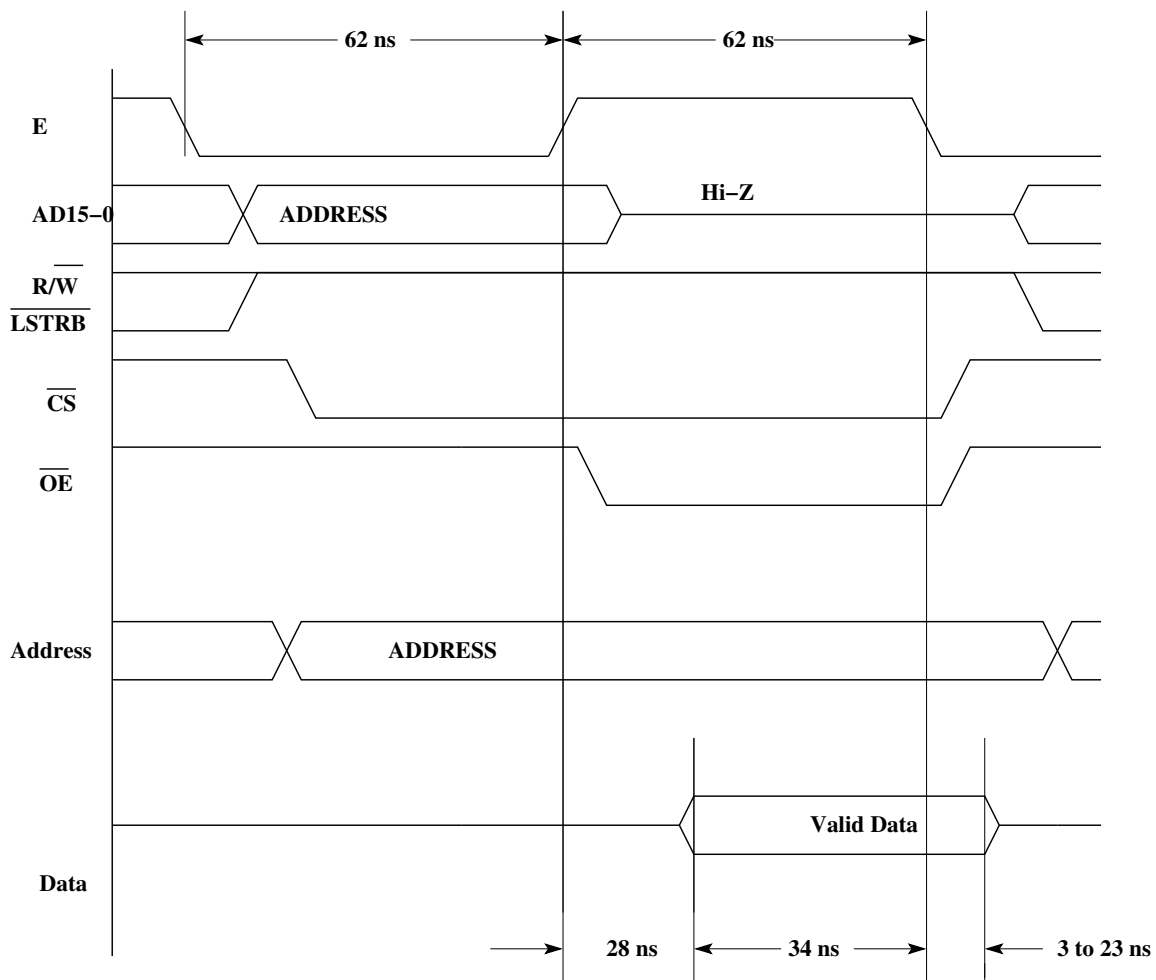 62 ns
62 ns
E
AD15−0
ADDRESS
Hi−Z
R/W
LSTRB
CS
OE
Address
ADDRESS
Valid Data
Data
28 ns
34 ns
3 to 23 ns